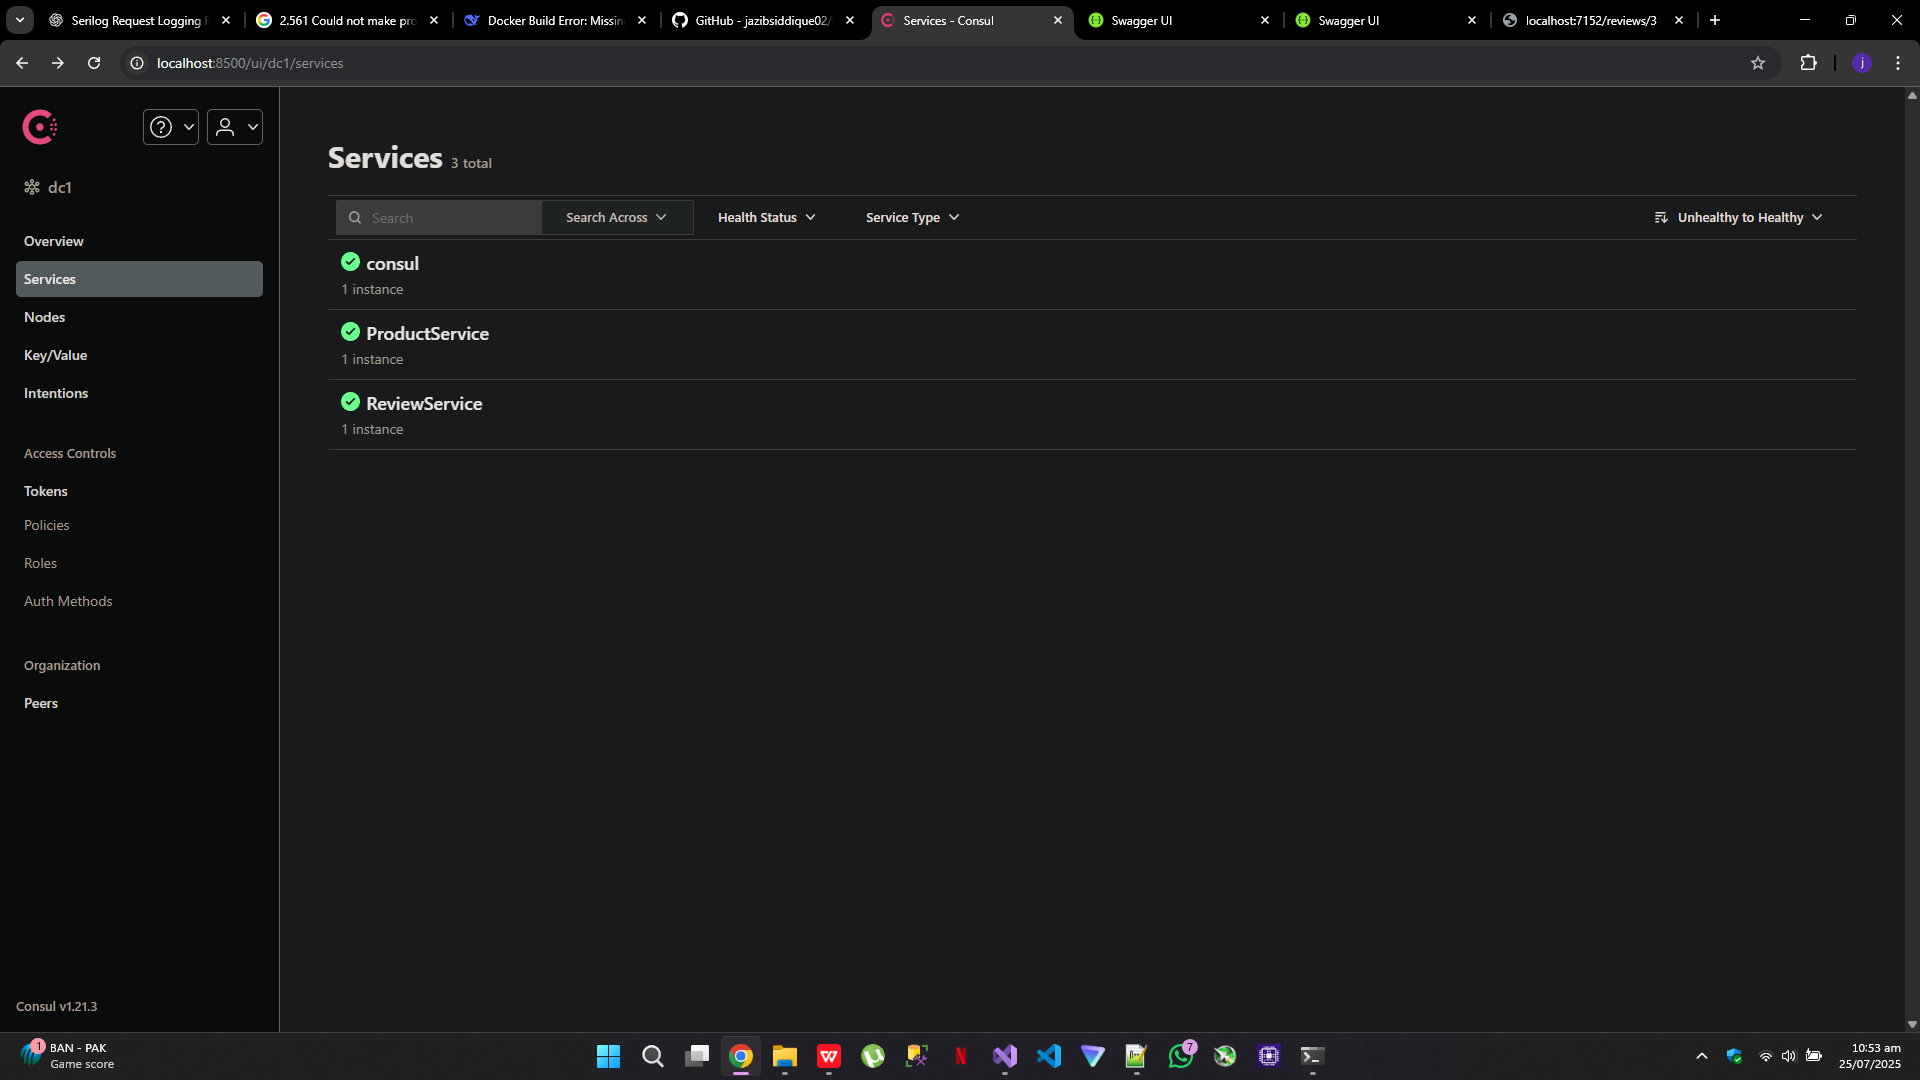 Serilog Request Logging
2.561 Could not make pro
Docker Build Error: Missin
GitHub - jazibsiddique02/
Services - Consul
Swagger UI
Swagger UI
localhost:7152/reviews/3
localhost:8500/ui/dc1/services
j
dc1
Overview
Services
Nodes
Key/Value
Intentions
Access Controls
Tokens
Policies
Roles
Auth Methods
Organization
Peers
Consul v1.21.3
Services 3 total
Search
Search Across
Health Status
Service Type
Unhealthy to Healthy
consul
1 instance
ProductService
1 instance
ReviewService
1 instance
1
BAN - PAK
Game score
W
N
7
10:53 am
25/07/2025